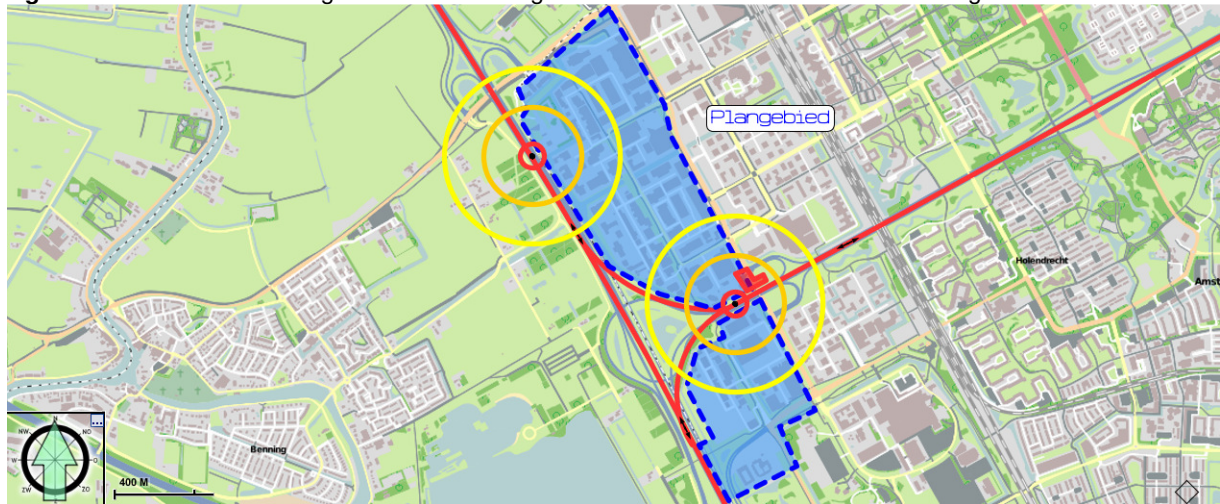 Plangebied
Holendrecht
Amst
Benning
N
NW
NO
W
O
ZW
ZO
Z
400 M